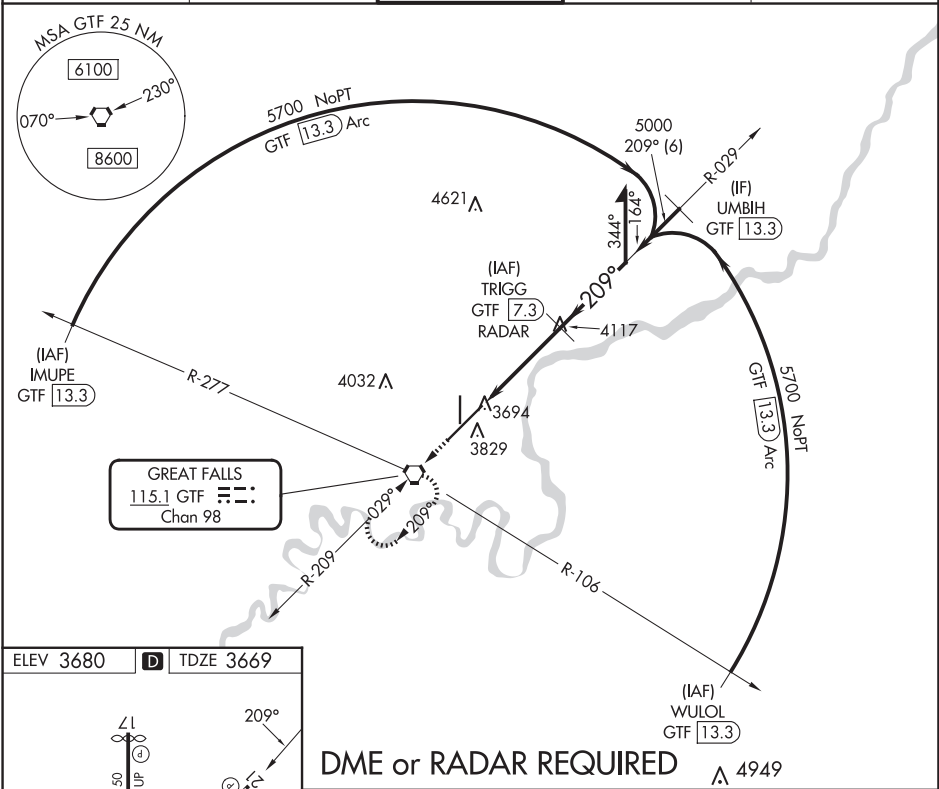 MSA GTF 25 NM
6100
230°
070°
8600
5700 NoPT
GTF 13.3 Arc
5000
209° (6)
R-029
(IF)
UMBIH
GTF 13.3
4621
344°
164°
209°
(IAF)
TRIGG
GTF 7.3
RADAR
4117
(IAF)
IMUPE
GTF 13.3
R-277
4032
3694
3829
5700 NoPT
GTF 13.3 Arc
GREAT FALLS
115.1 GTF
Chan 98
029°
209°
R-209
R-106
(IAF)
WULOL
GTF 13.3
ELEV 3680 D TDZE 3669
17
P
209°
21
50
UP
DME or RADAR REQUIRED
4949